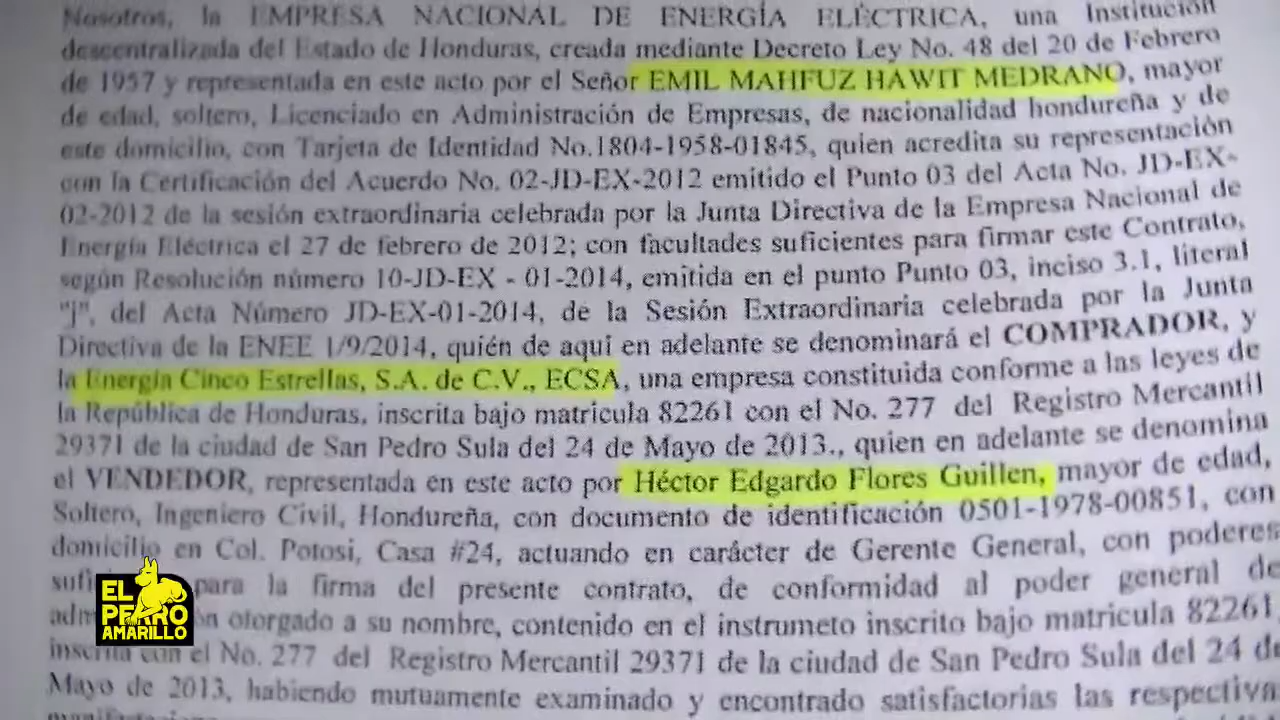 Nosotros, la EMPRESA NACIONAL DE ENERGÍA ELÉCTRICA, una Institución
descentralizada del Estado de Honduras, creada mediante Decreto Ley No. 48 del 20 de Febrero
de 1957 y representada en este acto por el Señor EMIL MAHFUZ HAWIT MEDRANO, mayor
de edad, soltero, Licenciado en Administración de Empresas, de nacionalidad hondureña y de
este domicilio, con Tarjeta de Identidad No.1804-1958-01845, quien acredita su representación
con la Certificación del Acuerdo No. 02-JD-EX-2012 emitido el Punto 03 del Acta No. JD-EX-
02-2012 de la sesión extraordinaria celebrada por la Junta Directiva de la Empresa Nacional de
Energía Eléctrica el 27 de febrero de 2012; con facultades suficientes para firmar este Contrato,
según Resolución número 10-JD-EX - 01-2014, emitida en el punto Punto 03, inciso 3.1, literal
"j", del Acta Número JD-EX-01-2014, de la Sesión Extraordinaria celebrada por la Junta
Directiva de la ENEE 1/9/2014, quién de aquí en adelante se denominará el COMPRADOR, y
la Energía Cinco Estrellas, S.A. de C.V., ECSA, una empresa constituida conforme a las leyes de
la República de Honduras, inscrita bajo matricula 82261 con el No. 277 del Registro Mercantil
29371 de la ciudad de San Pedro Sula del 24 de Mayo de 2013., quien en adelante se denomina
el VENDEDOR, representada en este acto por Héctor Edgardo Flores Guillen, mayor de edad,
Soltero, Ingeniero Civil, Hondureña, con documento de identificación 0501-1978-00851, con
domicilio en Col. Potosi, Casa #24, actuando en carácter de Gerente General, con poderes
para la firma del presente contrato, de conformidad al poder general de
otorgado a su nombre, contenido en el instrumeto inscrito bajo matricula 82261,
inscrita con el No. 277 del Registro Mercantil 29371 de la ciudad de San Pedro Sula del 24 de
Mayo de 2013, habiendo mutuamente examinado y encontrado satisfactorias las respectiva
EL
PERRO
AMARILLO